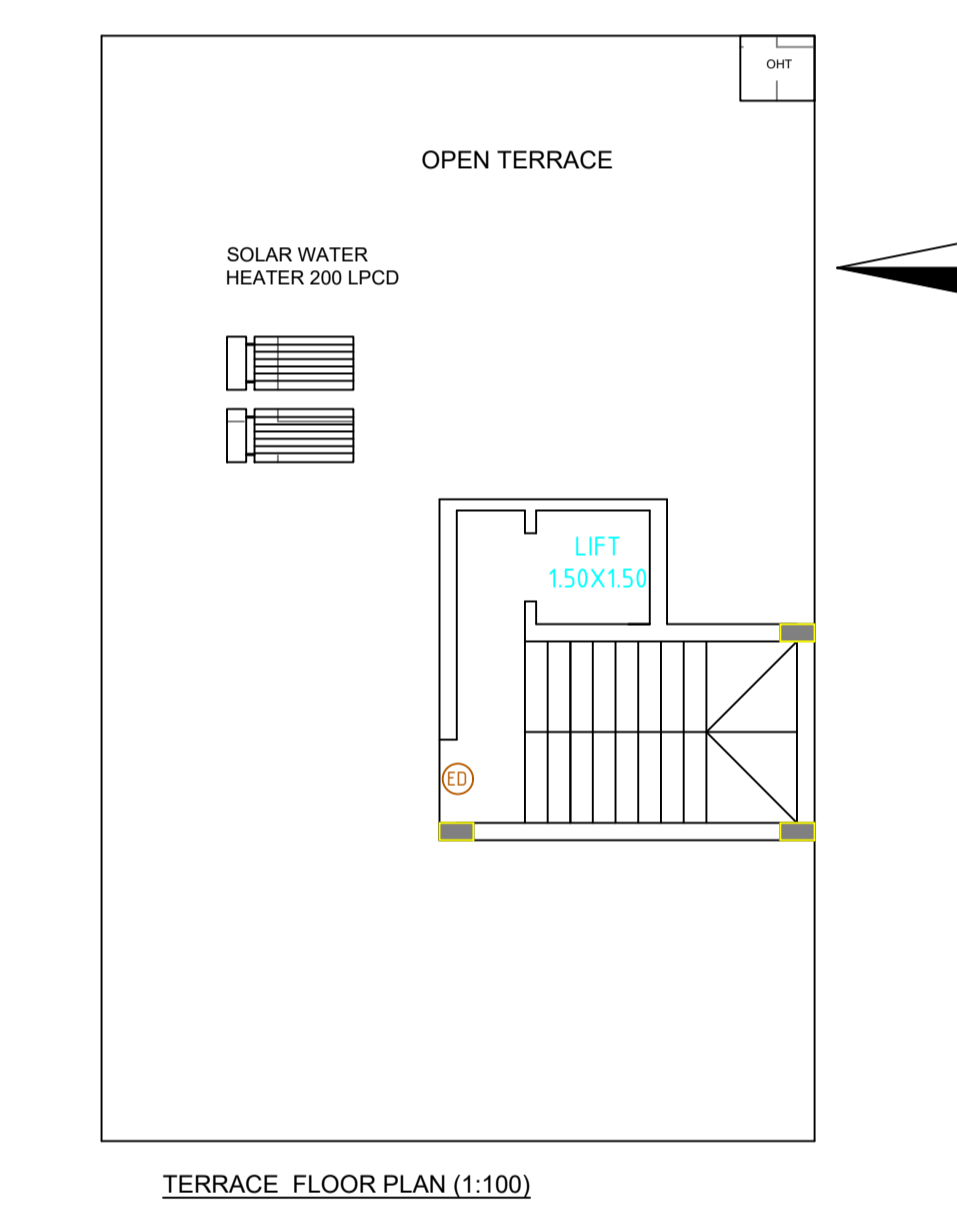 OHT
OPEN TERRACE
SOLAR WATER
HEATER 200 LPCD
LIFT
1.50X1.50
ED
TERRACE FLOOR PLAN (1:100)